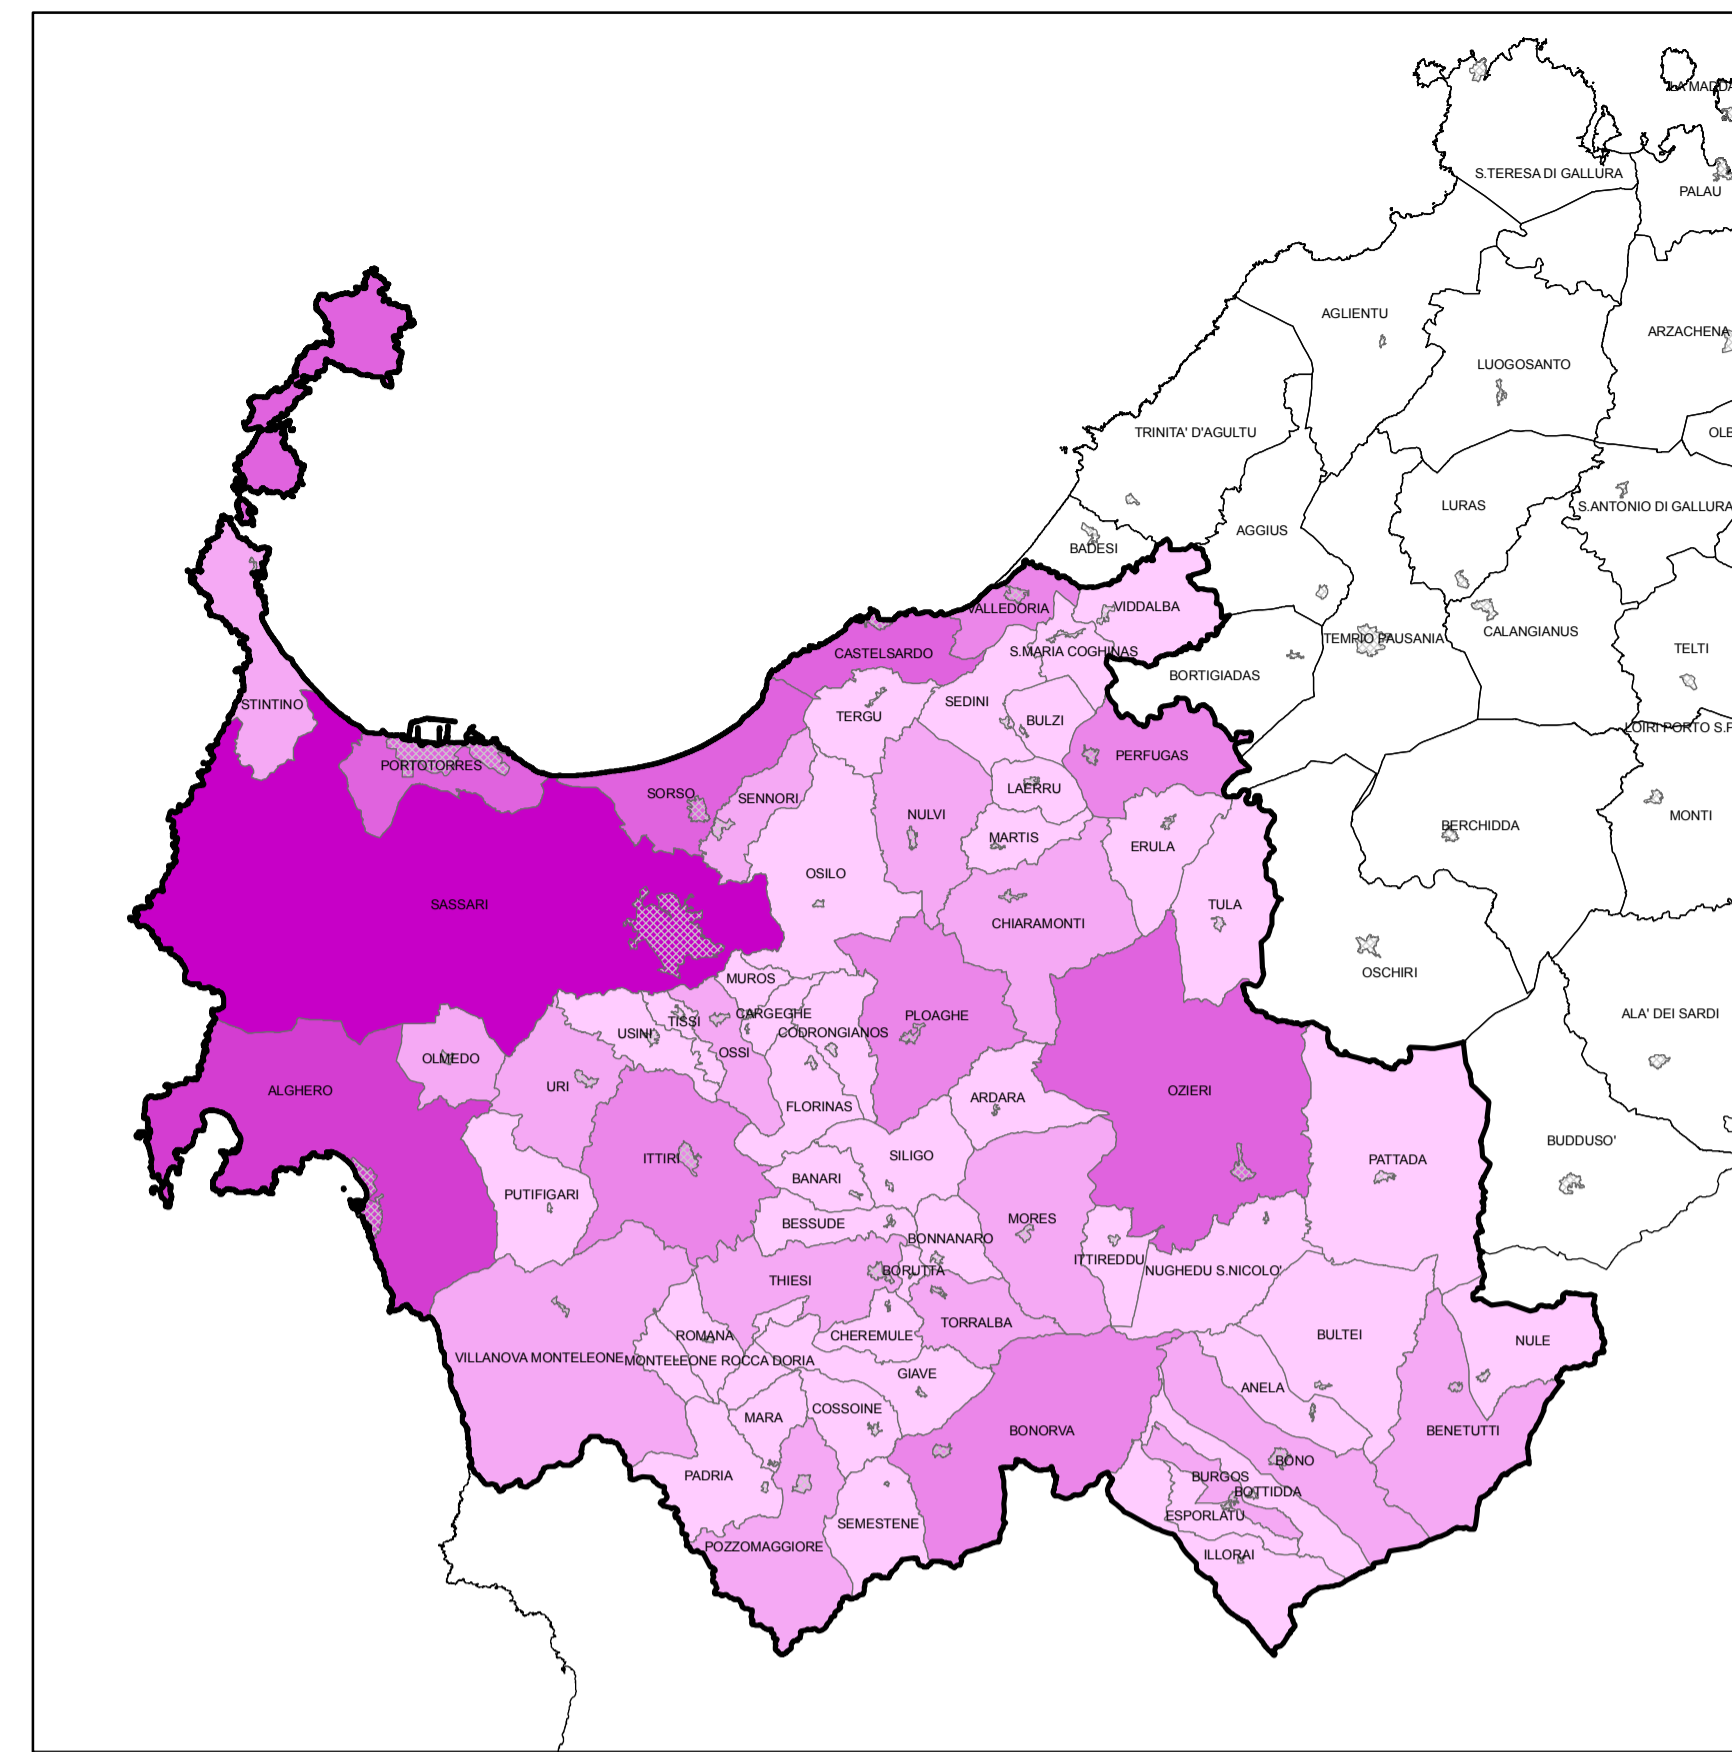 LA MADDA
S.TERESA DI GALLURA
PALAU
AGLIENTU
ARZACHENA
LUOGOSANTO
TRINITA' D'AGULTU
OLB
LURAS
S.ANTONIO DI GALLURA
AGGIUS
BADESI
VALLEDORIA
VIDDALBA
CALANGIANUS
TEMPIO PAUSANIA
TELTI
CASTELSARDO
S.MARIA COGHINAS
BORTIGIADAS
STINTINO
SEDINI
TERGU
BULZI
LOIRI PORTO S.P
PERFUGAS
PORTOTORRES
LAERRU
SORSO
SENNORI
NULVI
MONTI
BERCHIDDA
MARTIS
ERULA
OSILO
SASSARI
TULA
CHIARAMONTI
OSCHIRI
MUROS
CARGEGHE
PLOAGHE
ALA' DEI SARDI
TISSI
USINI
CODRONGIANOS
OSSI
OLMEDO
URI
ALGHERO
OZIERI
ARDARA
FLORINAS
BUDDUSO'
SILIGO
ITTIRI
PATTADA
BANARI
PUTIFIGARI
MORES
BESSUDE
BONNANARO
ITTIREDDU
BORUTTA
NUGHEDU S.NICOLO'
THIESI
TORRALBA
ROMANA
CHEREMULE
BULTEI
NULE
VILLANOVA MONTELEONE
MONTELEONE ROCCA DORIA
GIAVE
ANELA
COSSOINE
MARA
BONORVA
BENETUTTI
BONO
PADRIA
BURGOS
BOTTIDDA
ESPORLATU
SEMESTENE
POZZOMAGGIORE
ILLORAI